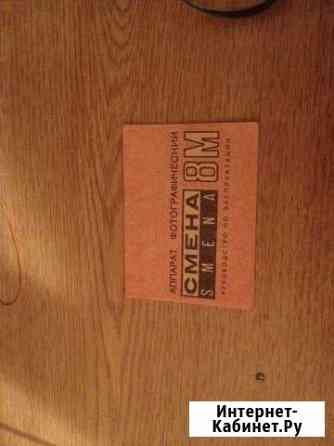 АППАРАТ ФОТОГРАФИЧЕСКИЙ
СМЕНА 8М
SMENA
РУКОВОДСТВО ПО ЭКСПЛУАТАЦИИ
Интернет-
Кабинет.Ру